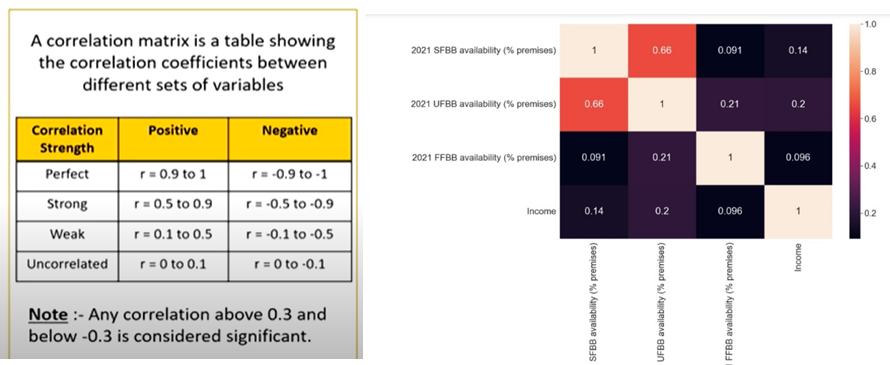 A correlation matrix is a table showing
the correlation coefficients between
different sets of variables
Correlation Strength Positive Negative
Perfect r = 0.9 to 1 r = -0.9 to -1
Strong r = 0.5 to 0.9 r = -0.5 to -0.9
Weak r = 0.1 to 0.5 r = -0.1 to -0.5
Uncorrelated r = 0 to 0.1 r = 0 to -0.1
Note :- Any correlation above 0.3 and
below -0.3 is considered significant.
2021 SFBB availability (% premises) 1 0.66 0.091 0.14
2021 UFBB availability (% premises) 0.66 1 0.21 0.2
2021 FFBB availability (% premises) 0.091 0.21 1 0.096
Income 0.14 0.2 0.096 1
SFBB availability (% premises)
UFBB availability (% premises)
FFBB availability (% premises)
Income
1.0
0.8
0.6
0.4
0.2